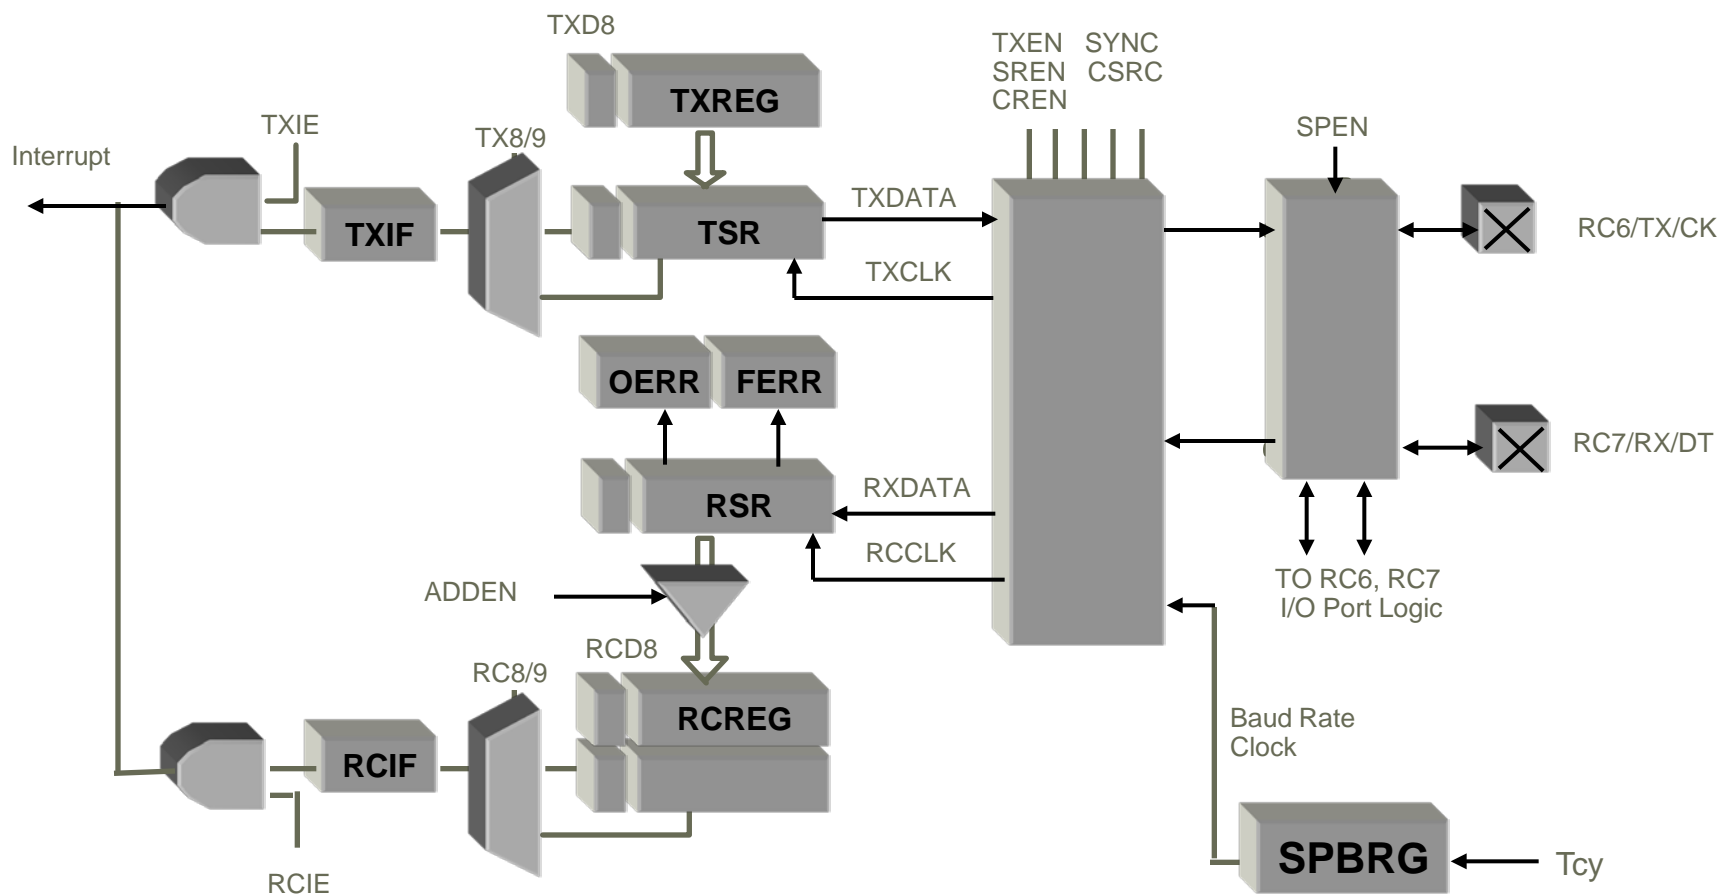 TXD8
TXEN SYNC
SREN CSRC
CREN
TXREG
TXIE
TX8/9
SPEN
Interrupt
TXIF
TSR
TXDATA
RC6/TX/CK
TXCLK
OERR
FERR
RC7/RX/DT
RSR
RXDATA
RCCLK
ADDEN
TO RC6, RC7
I/O Port Logic
RCD8
RC8/9
RCREG
Baud Rate
Clock
RCIF
SPBRG
Tcy
RCIE